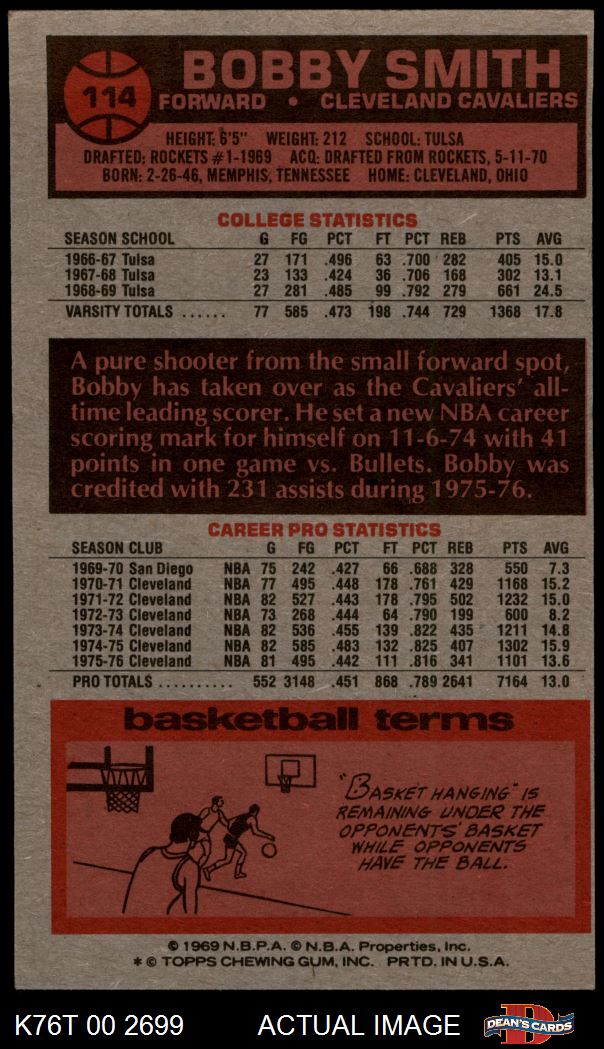 BOBBY SMITH
114
FORWARD • CLEVELAND CAVALIERS
HEIGHT: 6'5" WEIGHT: 212 SCHOOL: TULSA
DRAFTED: ROCKETS #1-1969 ACQ: DRAFTED FROM ROCKETS, 5-11-70
BORN: 2-26-46, MEMPHIS, TENNESSEE HOME: CLEVELAND, OHIO
COLLEGE STATISTICS
SEASON SCHOOL G FG PCT FT PCT REB PTS AVG
1966-67 Tulsa 27 171 .496 63 .700 282 405 15.0
1967-68 Tulsa 23 133 .424 36 .706 168 302 13.1
1968-69 Tulsa 27 281 .485 99 .792 279 661 24.5
VARSITY TOTALS ...... 77 585 .473 198 .744 729 1368 17.8
A pure shooter from the small forward spot,
Bobby has taken over as the Cavaliers' all-
time leading scorer. He set a new NBA career
scoring mark for himself on 11-6-74 with 41
points in one game vs. Bullets. Bobby was
credited with 231 assists during 1975-76.
CAREER PRO STATISTICS
SEASON CLUB G FG PCT FT PCT REB PTS AVG
1969-70 San Diego NBA 75 242 .427 66 .688 328 550 7.3
1970-71 Cleveland NBA 77 495 .448 178 .761 429 1168 15.2
1971-72 Cleveland NBA 82 527 .443 178 .795 502 1232 15.0
1972-73 Cleveland NBA 73 268 .444 64 .790 199 600 8.2
1973-74 Cleveland NBA 82 536 .455 139 .822 435 1211 14.8
1974-75 Cleveland NBA 82 585 .483 132 .825 407 1302 15.9
1975-76 Cleveland NBA 81 495 .442 111 .816 341 1101 13.6
PRO TOTALS .......... 552 3148 .451 868 .789 2641 7164 13.0
basketball terms
"BASKET HANGING" IS
REMAINING UNDER THE
OPPONENTS' BASKET
WHILE OPPONENTS
HAVE THE BALL.
© 1969 N.B.P.A. © N.B.A. Properties, Inc.
* © TOPPS CHEWING GUM, INC. PRTD. IN U.S.A.
K76T 00 2699 ACTUAL IMAGE DEAN'S CARDS